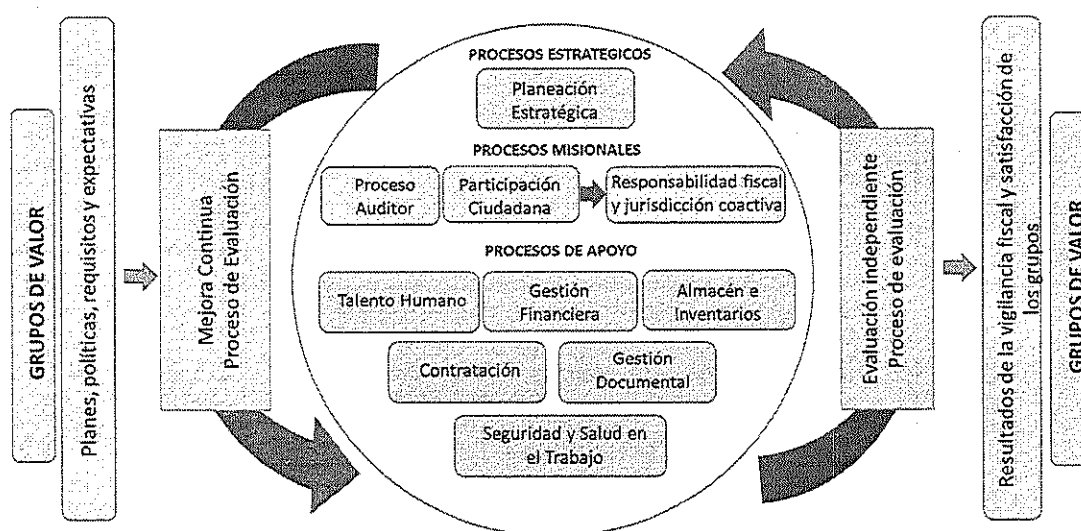 GRUPOS DE VALOR
Planes, políticas, requisitos y expectativas
Mejora Continua
Proceso de Evaluación
PROCESOS ESTRATEGICOS
Planeación
Estratégica
PROCESOS MISIONALES
Proceso
Auditor
Participación
Ciudadana
Responsabilidad fiscal
y jurisdicción coactiva
PROCESOS DE APOYO
Talento Humano
Gestión
Financiera
Almacén e
Inventarios
Contratación
Gestión
Documental
Seguridad y Salud en
el Trabajo
Evaluación independiente
Proceso de evaluación
Resultados de la vigilancia fiscal y satisfacción de
los grupos
GRUPOS DE VALOR